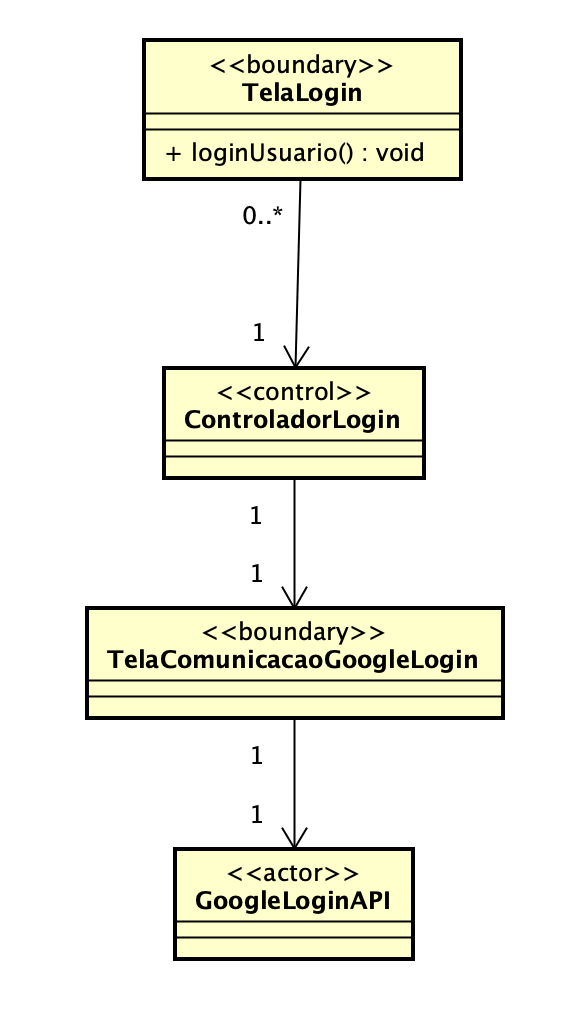 <<boundary>>
TelaLogin
+ loginUsuario() : void
0..*
1
<<control>>
ControladorLogin
1
1
<<boundary>>
TelaComunicacaoGoogleLogin
1
1
<<actor>>
GoogleLoginAPI